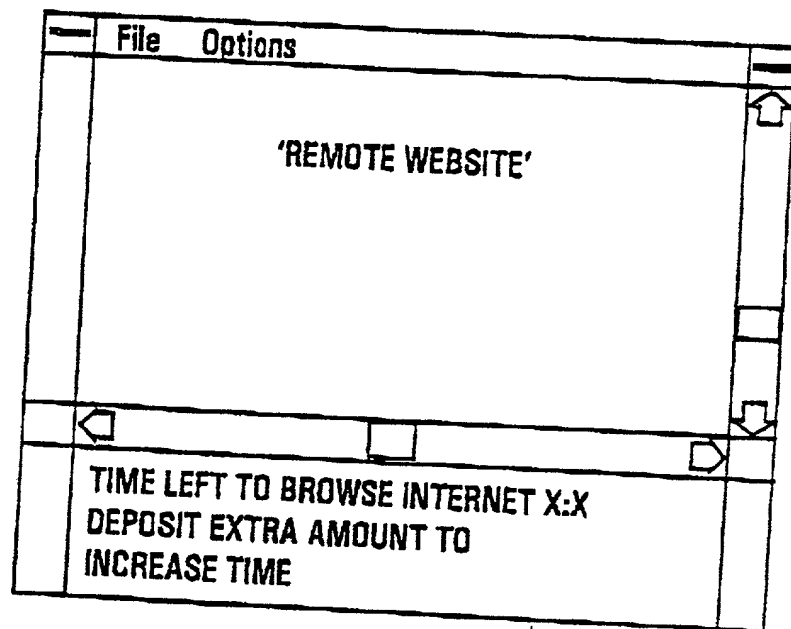 File Options
'REMOTE WEBSITE'
TIME LEFT TO BROWSE INTERNET X:X
DEPOSIT EXTRA AMOUNT TO
INCREASE TIME